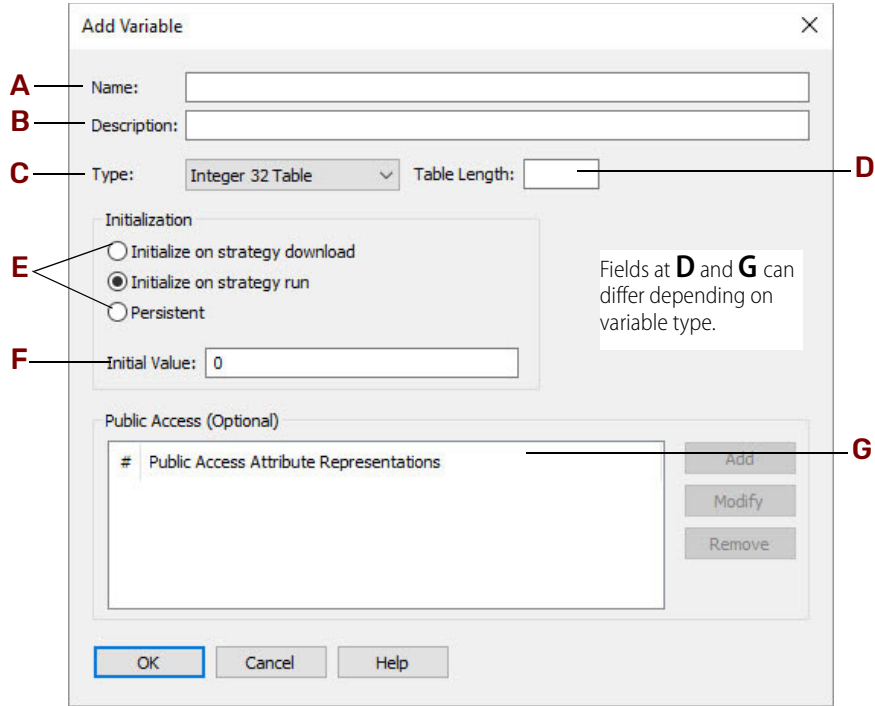 Add Variable
A Name:
B Description:
C Type: Integer 32 Table Table Length: D
Initialization
E Initialize on strategy download
Initialize on strategy run
Persistent
Fields at D and G can
differ depending on
variable type.
F Initial Value: 0
Public Access (Optional)
# Public Access Attribute Representations G
Add
Modify
Remove
OK Cancel Help